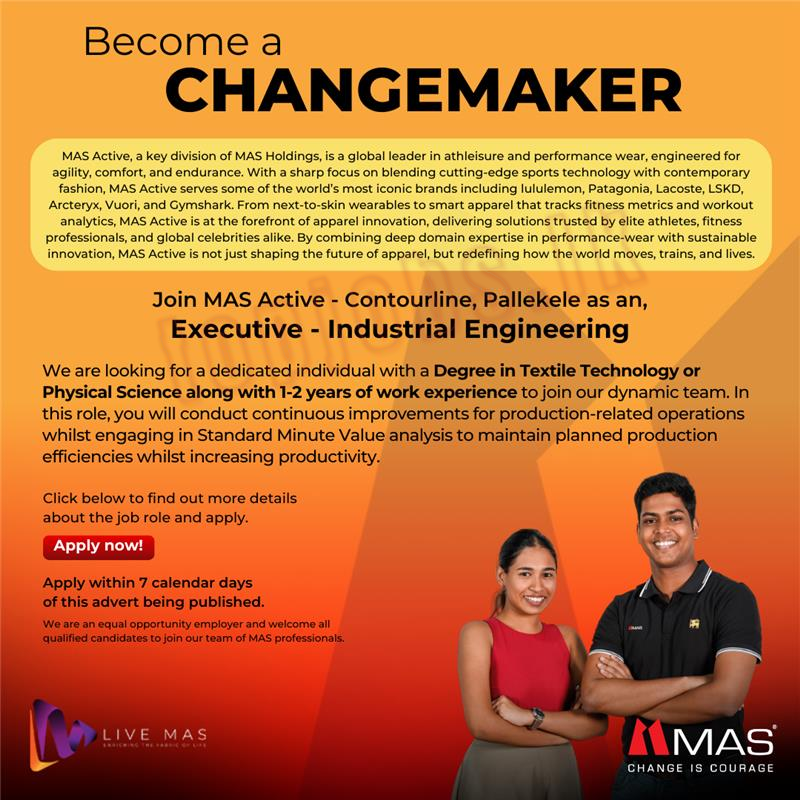 Become a
CHANGEMAKER
MAS Active, a key division of MAS Holdings, is a global leader in athleisure and performance wear, engineered for
agility, comfort, and endurance. With a sharp focus on blending cutting-edge sports technology with contemporary
fashion, MAS Active serves some of the world's most iconic brands including lululemon, Patagonia, Lacoste, LSKD,
Arcteryx, Vuori, and Gymshark. From next-to-skin wearables to smart apparel that tracks fitness metrics and workout
analytics, MAS Active is at the forefront of apparel innovation, delivering solutions trusted by elite athletes, fitness
professionals, and global celebrities alike. By combining deep domain expertise in performance-wear with sustainable
innovation, MAS Active is not just shaping the future of apparel, but redefining how the world moves, trains, and lives.
Join MAS Active - Contourline, Pallekele as an,
Executive - Industrial Engineering
We are looking for a dedicated individual with a Degree in Textile Technology or
Physical Science along with 1-2 years of work experience to join our dynamic team. In
this role, you will conduct continuous improvements for production-related operations
whilst engaging in Standard Minute Value analysis to maintain planned production
efficiencies whilst increasing productivity.
Click below to find out more details
about the job role and apply.
Apply now!
Apply within 7 calendar days
of this advert being published.
We are an equal opportunity employer and welcome all
qualified candidates to join our team of MAS professionals.
MAS
LIVE MAS
ENRICHING THE FABRIC OF LIFE
MAS®
CHANGE IS COURAGE